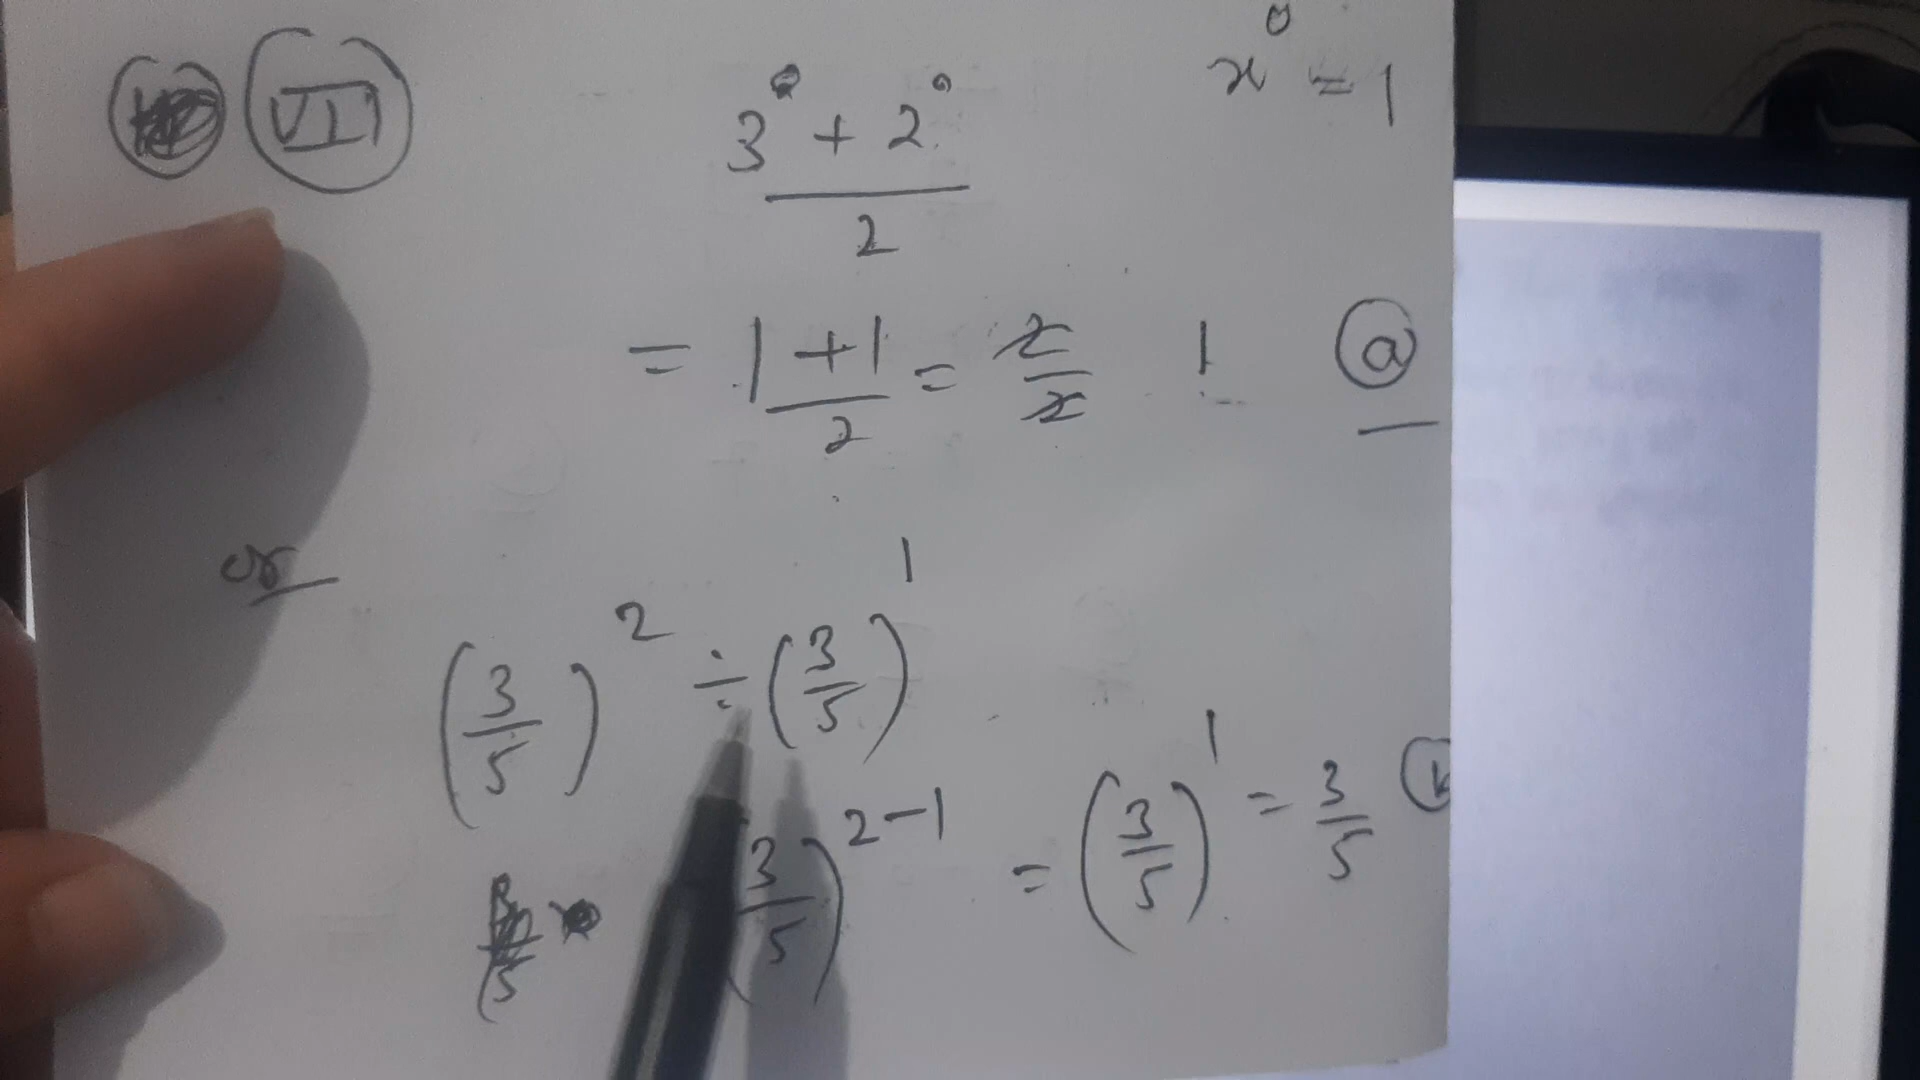 VII
x⁰ = 1
3⁰ + 2⁰
2
= 1 + 1 / 2 = 2/2 1 ⓐ
or
(3/5)² ÷ (3/5)¹
(3/5)²⁻¹ = (3/5)¹ = 3/5